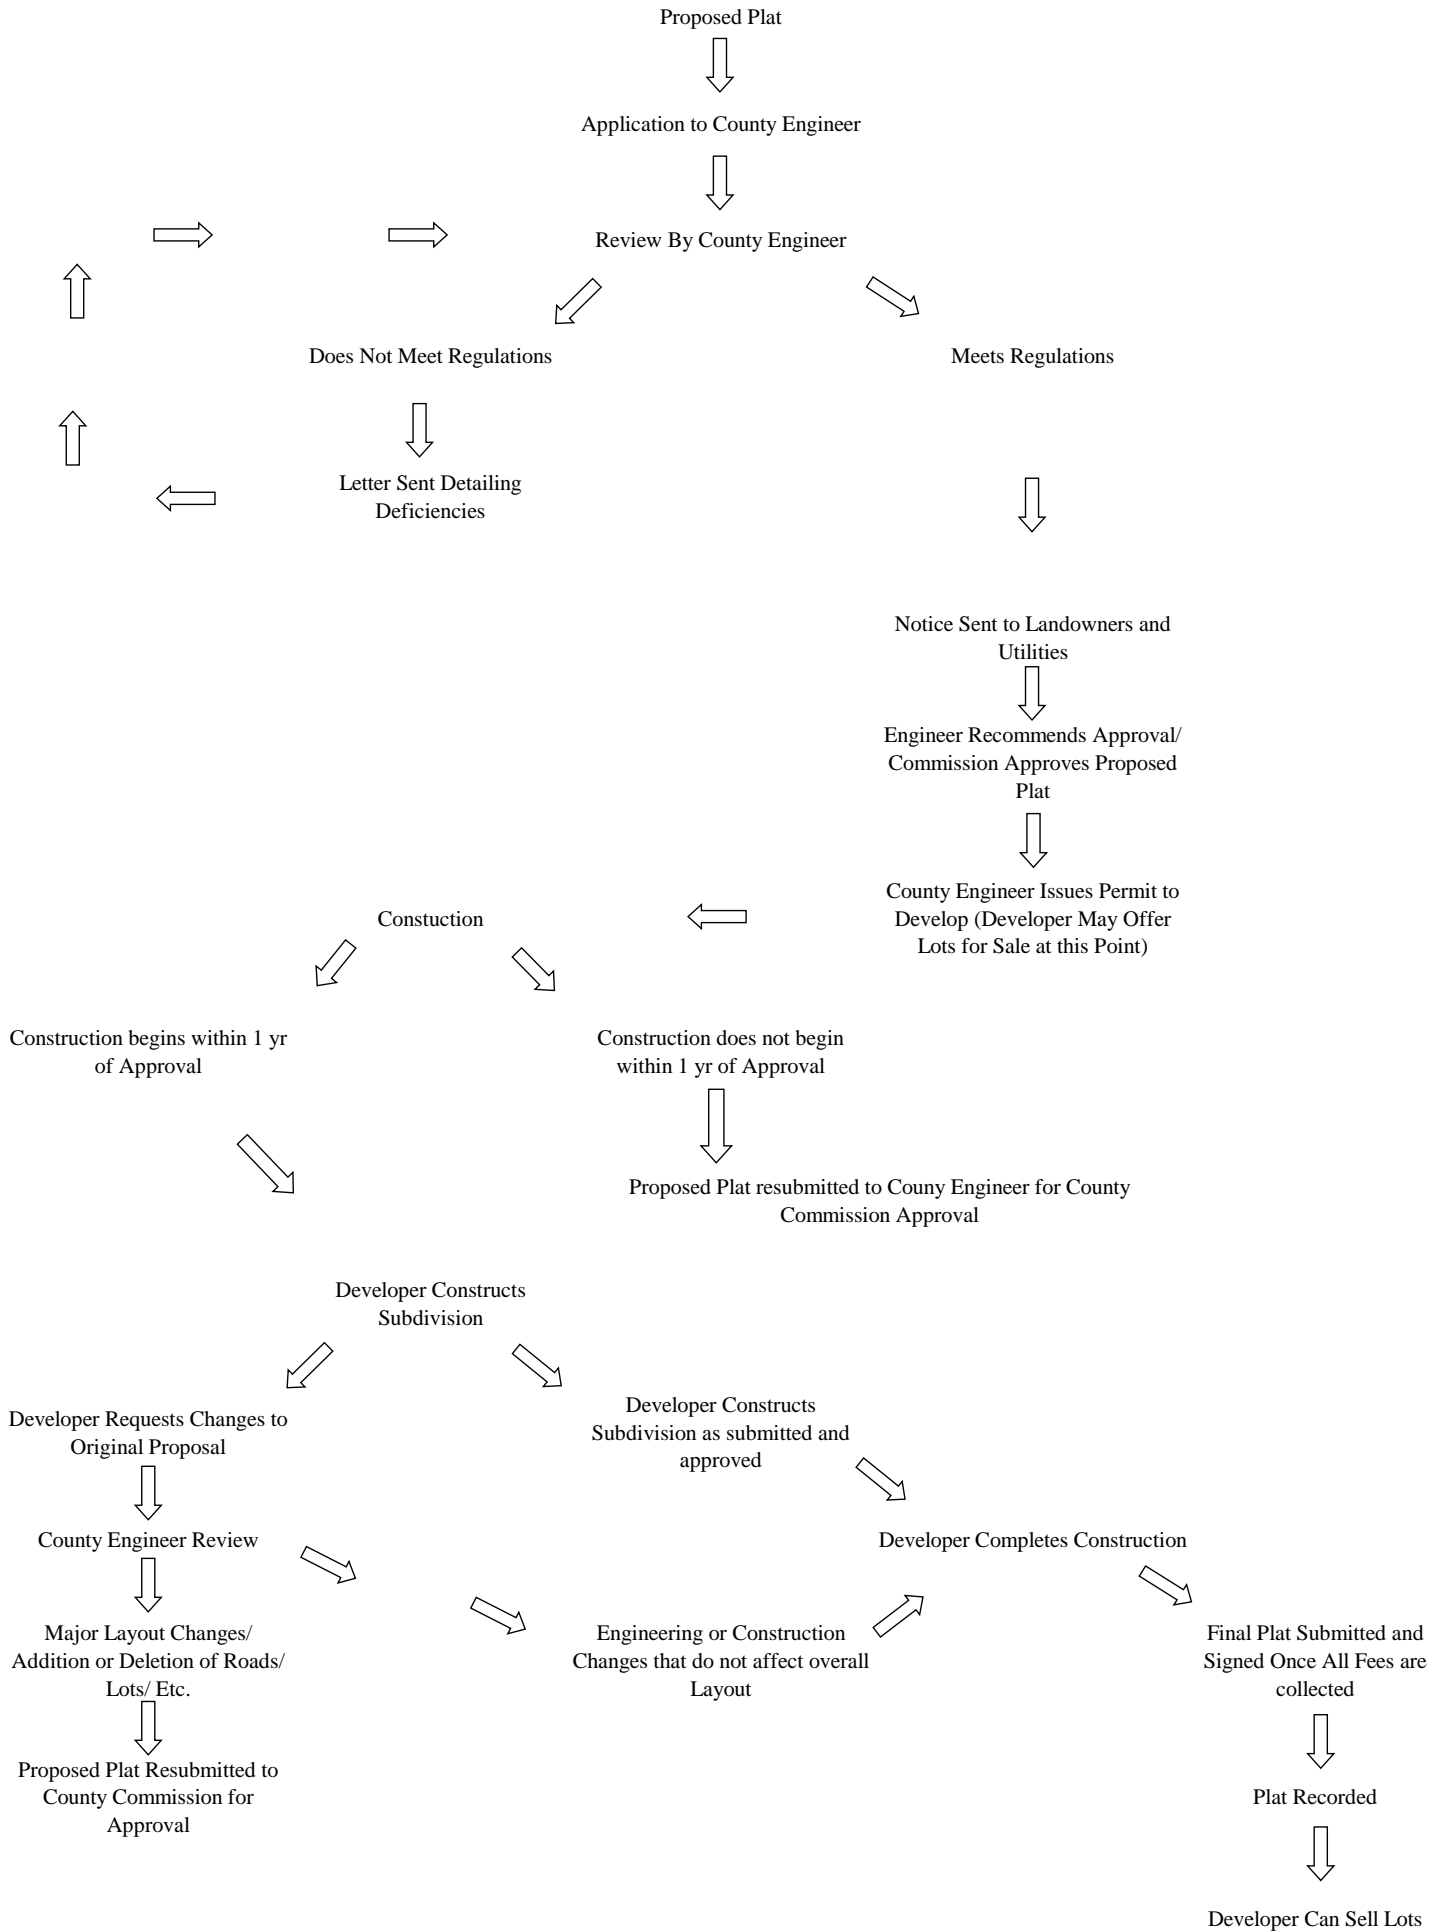 Proposed Plat
Application to County Engineer
Review By County Engineer
Does Not Meet Regulations
Meets Regulations
Letter Sent Detailing
Deficiencies
Notice Sent to Landowners and
Utilities
Engineer Recommends Approval/
Commission Approves Proposed
Plat
County Engineer Issues Permit to
Develop (Developer May Offer
Lots for Sale at this Point)
Constuction
Construction begins within 1 yr
of Approval
Construction does not begin
within 1 yr of Approval
Proposed Plat resubmitted to Couny Engineer for County
Commission Approval
Developer Constructs
Subdivision
Developer Requests Changes to
Original Proposal
Developer Constructs
Subdivision as submitted and
approved
County Engineer Review
Developer Completes Construction
Major Layout Changes/
Addition or Deletion of Roads/
Lots/ Etc.
Engineering or Construction
Changes that do not affect overall
Layout
Final Plat Submitted and
Signed Once All Fees are
collected
Proposed Plat Resubmitted to
County Commission for
Approval
Plat Recorded
Developer Can Sell Lots